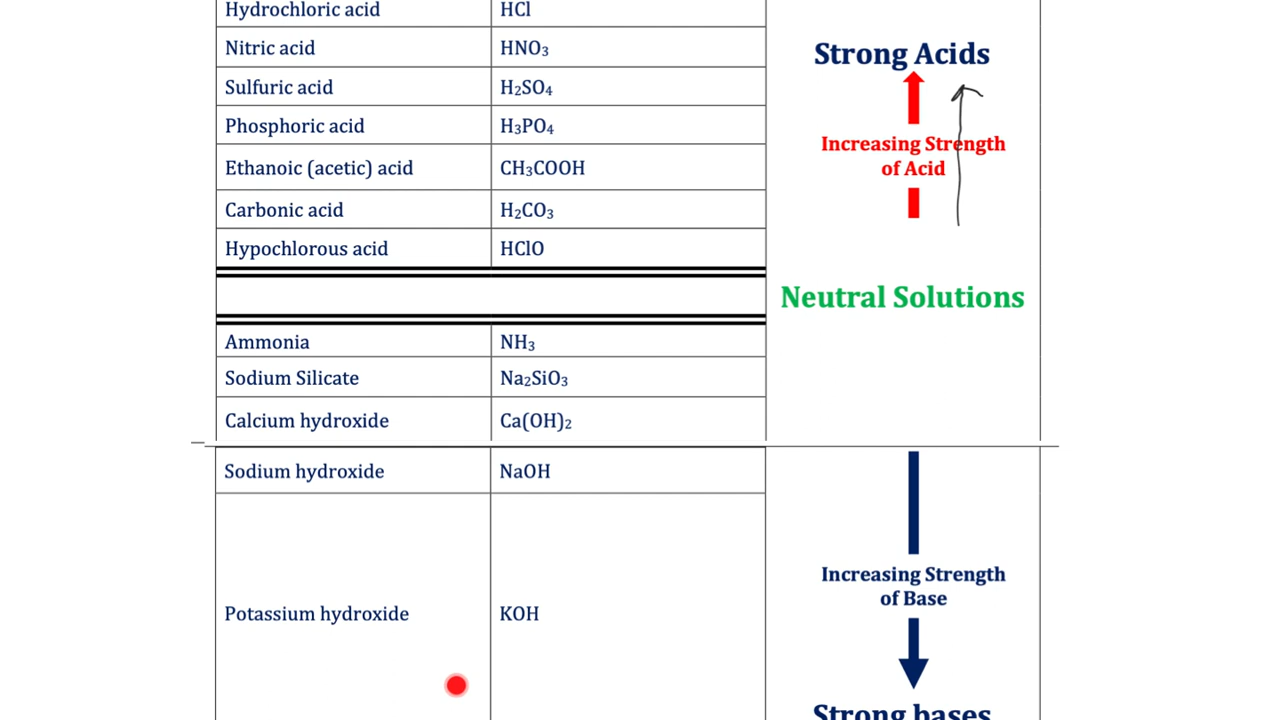 Hydrochloric acid HCl
Nitric acid HNO₃
Strong Acids
Sulfuric acid H₂SO₄
Phosphoric acid H₃PO₄
Increasing Strength
of Acid
Ethanoic (acetic) acid CH₃COOH
Carbonic acid H₂CO₃
Hypochlorous acid HClO
Neutral Solutions
Ammonia NH₃
Sodium Silicate Na₂SiO₃
Calcium hydroxide Ca(OH)₂
Sodium hydroxide NaOH
Increasing Strength
of Base
Potassium hydroxide KOH
Strong bases